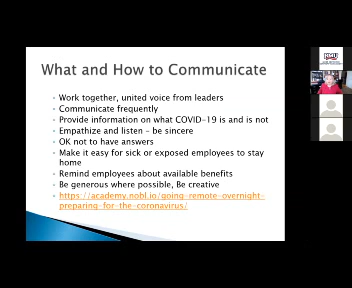 What and How to Communicate
Work together, united voice from leaders
Communicate frequently
Provide information on what COVID-19 is and is not
Empathize and listen – be sincere
OK not to have answers
Make it easy for sick or exposed employees to stay
home
Remind employees about available benefits
Be generous where possible, Be creative
https://academy.nobl.io/going-remote-overnight-
preparing-for-the-coronavirus/